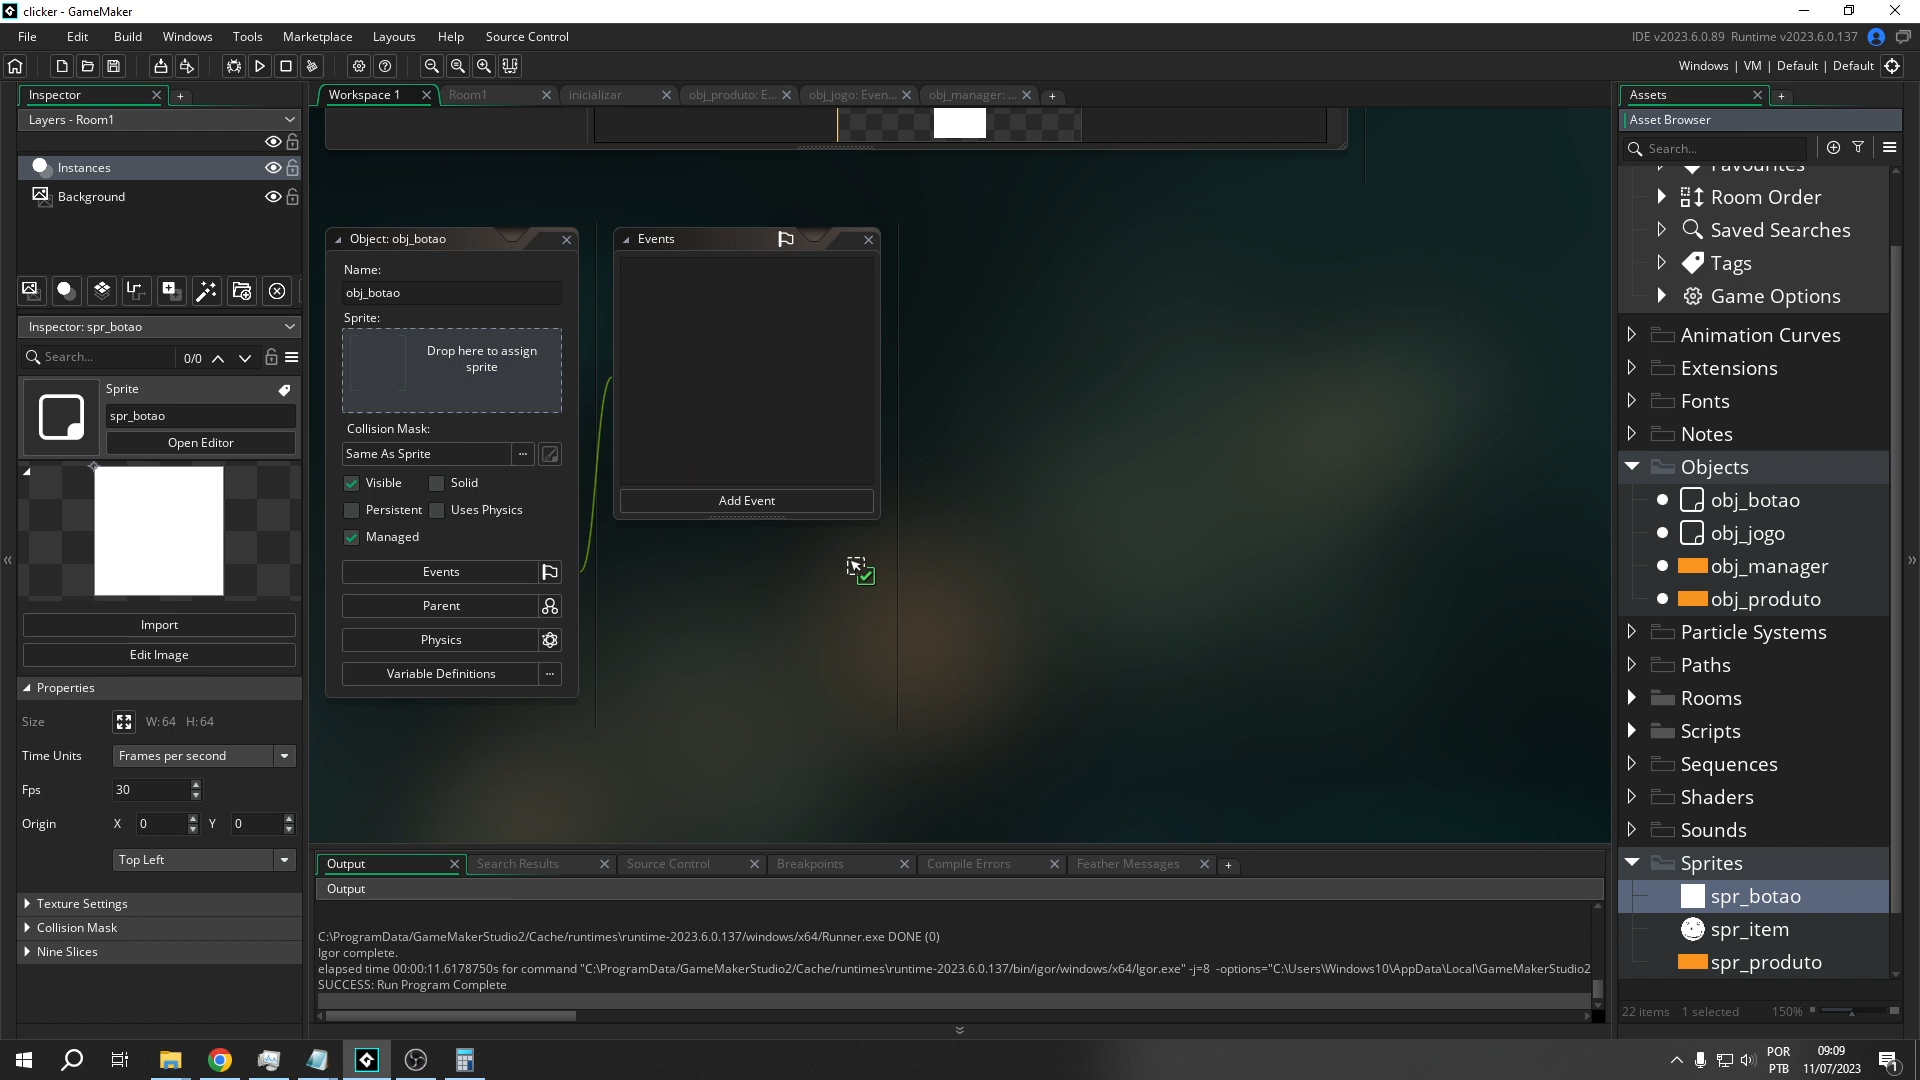 clicker - GameMaker
File Edit Build Windows Tools Marketplace Layouts Help Source Control
IDE v2023.6.0.89 Runtime v2023.6.0.137
Windows | VM | Default | Default
Inspector
Layers - Room1
Instances
Background
Inspector: spr_botao
Search... 0/0
Sprite
spr_botao
Open Editor
Import
Edit Image
Properties
Size W:64 H:64
Time Units Frames per second
Fps 30
Origin X 0 Y 0
Top Left
Texture Settings
Collision Mask
Nine Slices
Workspace 1 Room1 inicializar obj_produto: E... obj_jogo: Even... obj_manager: ...
Object: obj_botao
Name:
obj_botao
Sprite:
Drop here to assign
sprite
Collision Mask:
Same As Sprite
Visible Solid
Persistent Uses Physics
Managed
Events
Parent
Physics
Variable Definitions
Events
Add Event
Output Search Results Source Control Breakpoints Compile Errors Feather Messages
Output
C:\ProgramData/GameMakerStudio2/Cache/runtimes\runtime-2023.6.0.137/windows/x64/Runner.exe DONE (0)
Igor complete.
elapsed time 00:00:11.6178750s for command "C:\ProgramData/GameMakerStudio2/Cache/runtimes\runtime-2023.6.0.137/bin/igor/windows/x64/Igor.exe" -j=8 -options="C:\Users\Windows10\AppData\Local\GameMakerStudio2
SUCCESS: Run Program Complete
Assets
Asset Browser
Search...
Favourites
Room Order
Saved Searches
Tags
Game Options
Animation Curves
Extensions
Fonts
Notes
Objects
obj_botao
obj_jogo
obj_manager
obj_produto
Particle Systems
Paths
Rooms
Scripts
Sequences
Shaders
Sounds
Sprites
spr_botao
spr_item
spr_produto
22 items 1 selected 150%
POR
PTB
09:09
11/07/2023
1